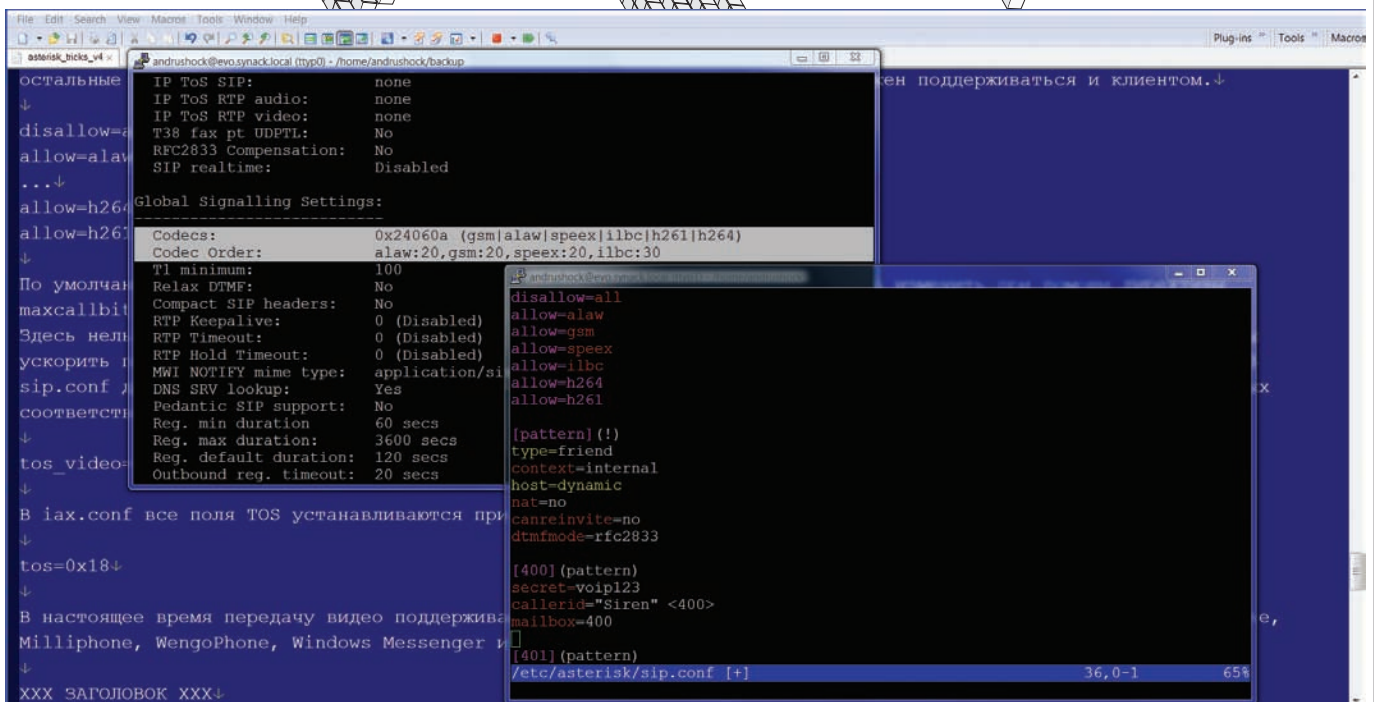 File Edit Search View Macros Tools Window Help
Plug-ins Tools Macros
asterisk_tricks_v4
andrushock@evo.synack.local (ttyp0) - /home/andrushock/backup
остальные
поддерживаться и клиентом.↓
↓
disallow=a
allow=alaw
...↓
allow=h264
allow=h261
↓
По умолчан
maxcallbit
Здесь нель
ускорить п
sip.conf д
соответств
↓
tos_video=
↓
В iax.conf все поля TOS устанавливаются при
↓
tos=0x18↓
↓
В настоящее время передачу видео поддержива
Milliphone, WengoPhone, Windows Messenger и
↓
XXX ЗАГОЛОВОК XXX↓
IP ToS SIP: none
IP ToS RTP audio: none
IP ToS RTP video: none
T38 fax pt UDPTL: No
RFC2833 Compensation: No
SIP realtime: Disabled
Global Signalling Settings:
---------------------------
Codecs: 0x24060a (gsm|alaw|speex|ilbc|h261|h264)
Codec Order: alaw:20,gsm:20,speex:20,ilbc:30
T1 minimum: 100
Relax DTMF: No
Compact SIP headers: No
RTP Keepalive: 0 (Disabled)
RTP Timeout: 0 (Disabled)
RTP Hold Timeout: 0 (Disabled)
MWI NOTIFY mime type: application/si
DNS SRV lookup: Yes
Pedantic SIP support: No
Reg. min duration 60 secs
Reg. max duration: 3600 secs
Reg. default duration: 120 secs
Outbound reg. timeout: 20 secs
disallow=all
allow=alaw
allow=gsm
allow=speex
allow=ilbc
allow=h264
allow=h261
[pattern](!)
type=friend
context=internal
host=dynamic
nat=no
canreinvite=no
dtmfmode=rfc2833
[400](pattern)
secret=voip123
callerid="Siren" <400>
mailbox=400
[401](pattern)
/etc/asterisk/sip.conf [+] 36,0-1 65%